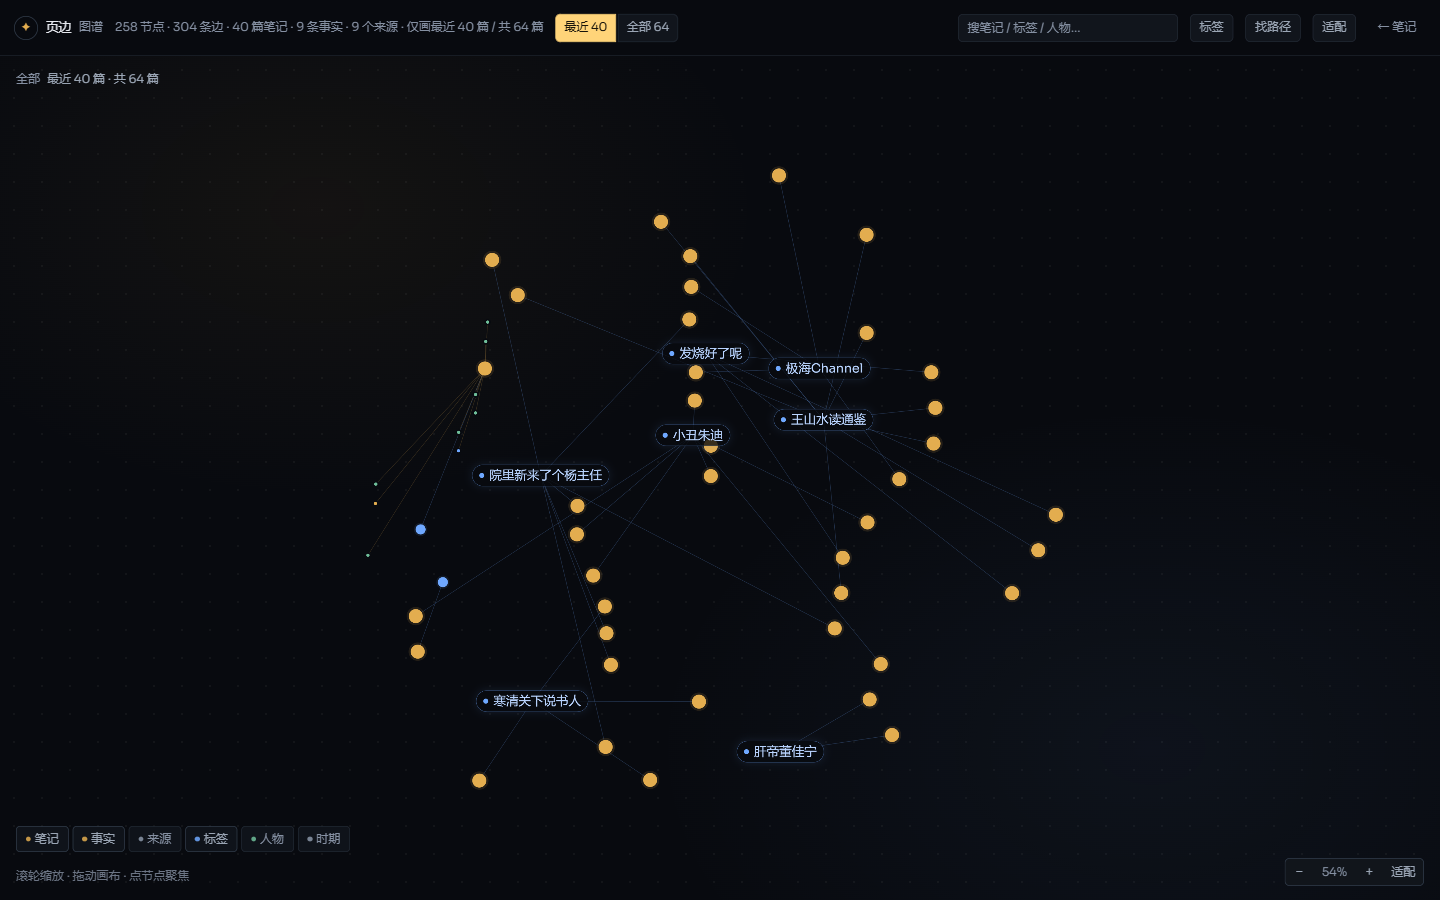 页边 图谱 258 节点 · 304 条边 · 40 篇笔记 · 9 条事实 · 9 个来源 · 仅画最近 40 篇 / 共 64 篇 最近 40 全部 64 搜笔记 / 标签 / 人物... 标签 找路径 适配 ← 笔记
全部 最近 40 篇 · 共 64 篇
发烧好了呢
极海Channel
王山水读通鉴
小丑朱迪
院里新来了个杨主任
寒清关下说书人
肝帝董佳宁
笔记 事实 来源 标签 人物 时期
滚轮缩放 · 拖动画布 · 点节点聚焦
− 54% + 适配